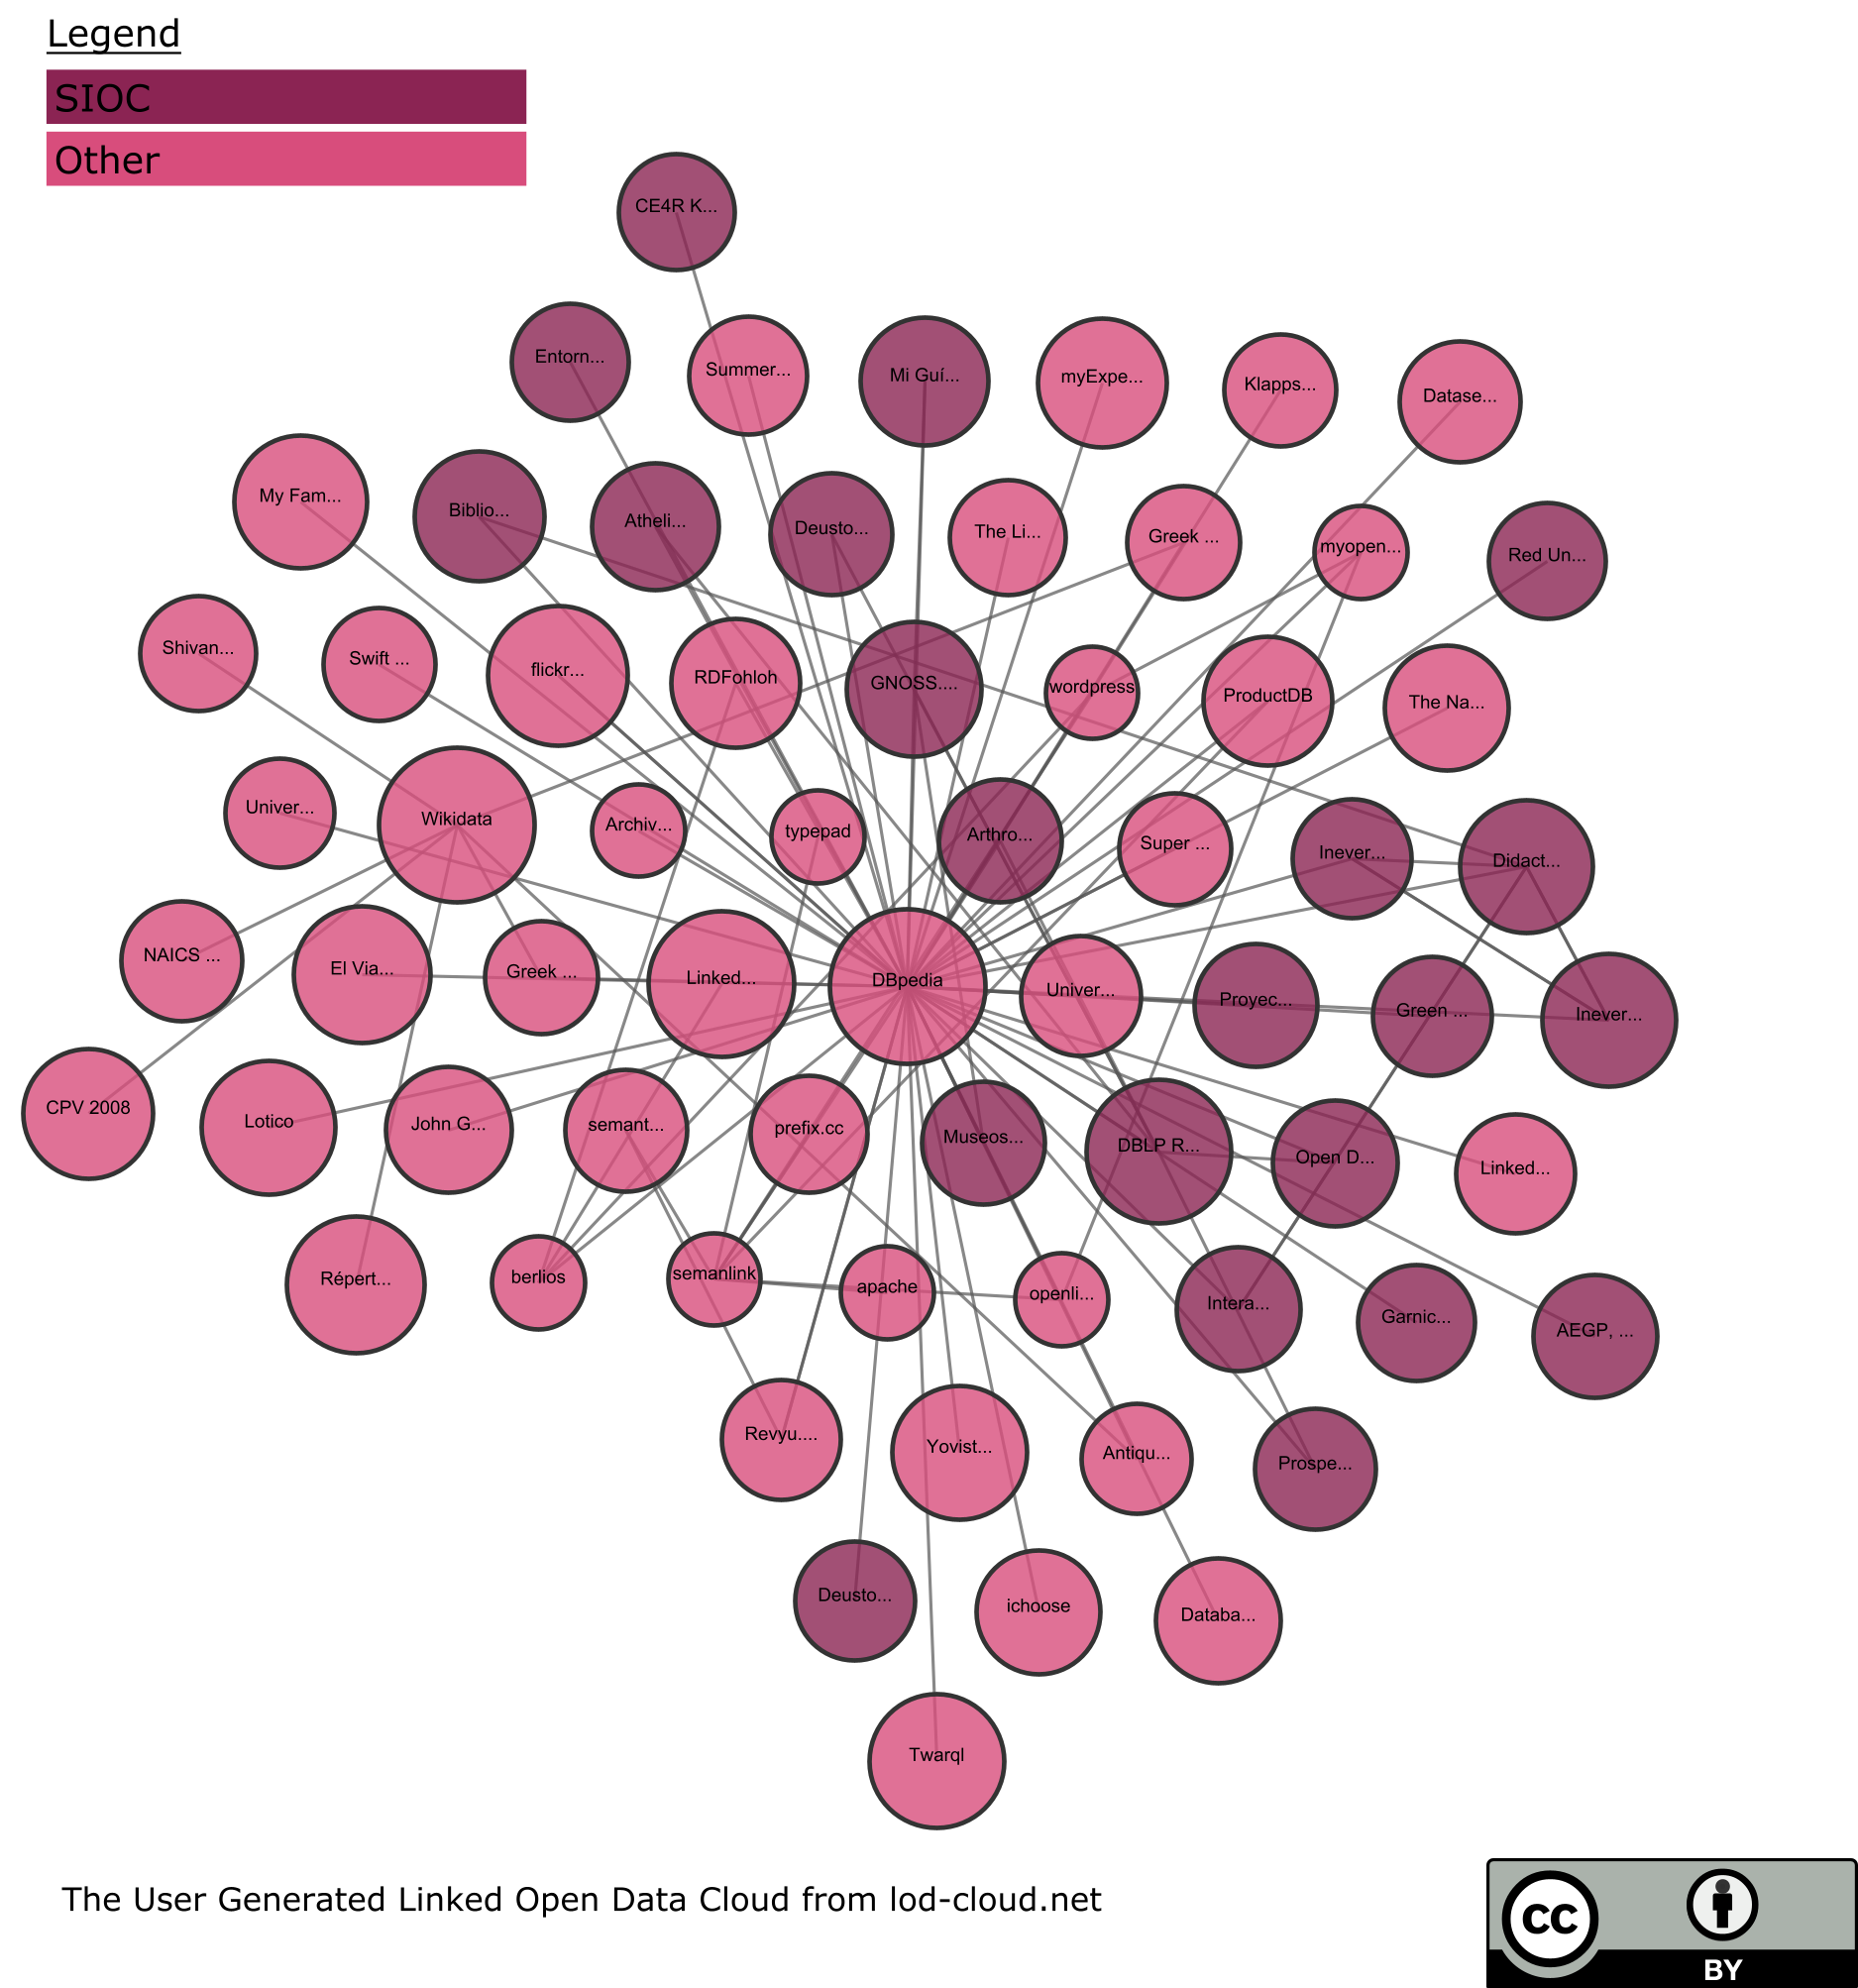 Legend
SIOC
Other
CE4R K...
Entorn...
Summer...
Mi Guí...
myExpe...
Klapps...
Datase...
My Fam...
Biblio...
Atheli...
Deusto...
The Li...
Greek ...
myopen...
Red Un...
Shivan...
Swift ...
flickr...
RDFohloh
GNOSS....
wordpress
ProductDB
The Na...
Univer...
Wikidata
Archiv...
typepad
Arthro...
Super ...
Inever...
Didact...
NAICS ...
El Via...
Greek ...
Linked...
DBpedia
Univer...
Proyec...
Green ...
Inever...
CPV 2008
Lotico
John G...
semant...
prefix.cc
Museos...
DBLP R...
Open D...
Linked...
Répert...
berlios
semanlink
apache
openli...
Intera...
Garnic...
AEGP, ...
Revyu....
Yovist...
Antiqu...
Prospe...
Deusto...
ichoose
Databa...
Twarql
The User Generated Linked Open Data Cloud from lod-cloud.net
cc
BY